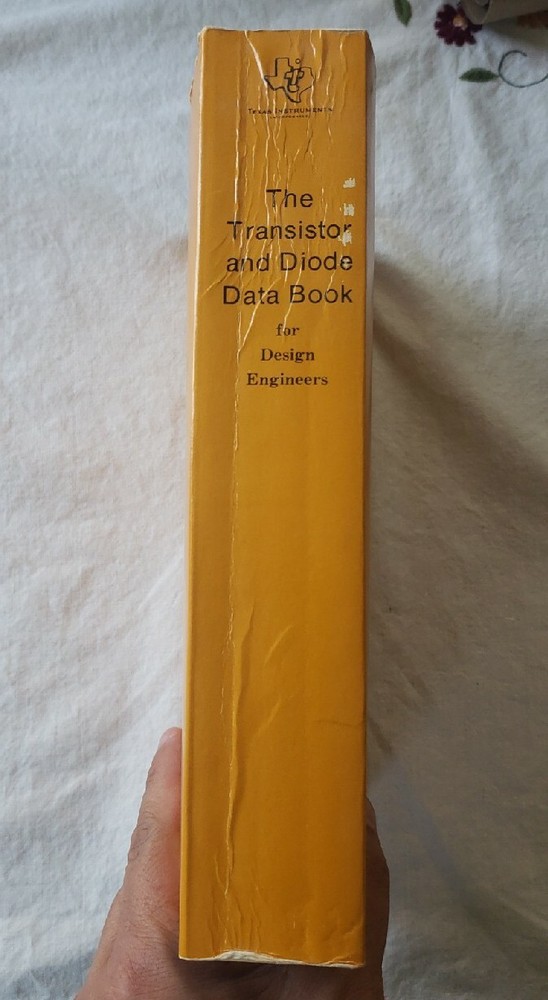 TEXAS INSTRUMENTS
The
Transistor
and Diode
Data Book
for
Design
Engineers